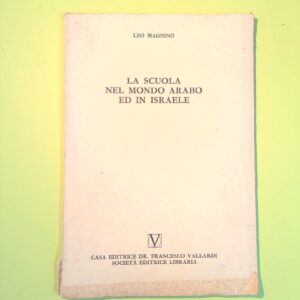 LEO MAGNINO
LA SCUOLA
NEL MONDO ARABO
ED IN ISRAELE
V
CASA EDITRICE DR. FRANCESCO VALLARDI
SOCIETÀ EDITRICE LIBRARIA